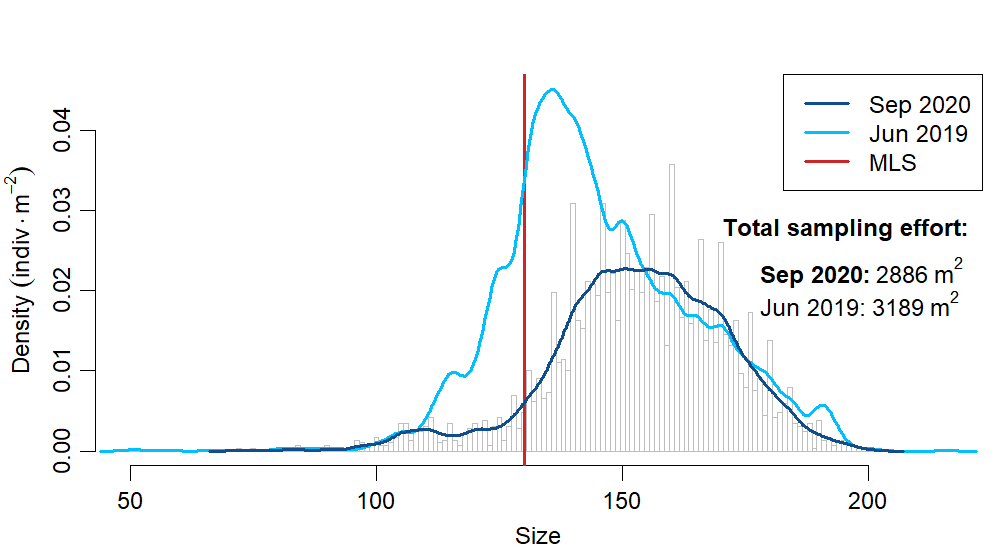 Sep 2020
Jun 2019
MLS
Total sampling effort:
Sep 2020: 2886 m²
Jun 2019: 3189 m²
Density (indiv·m⁻²)
0.04
0.03
0.02
0.01
0.00
50 100 150 200
Size